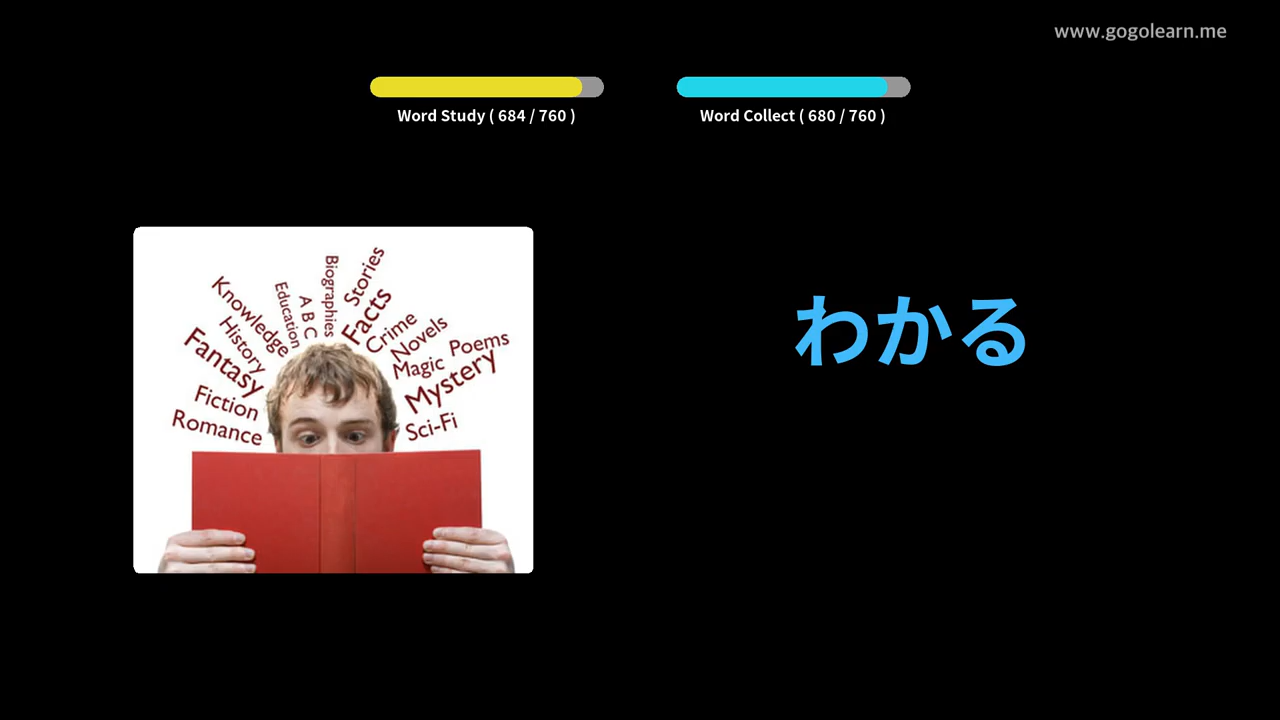 www.gogolearn.me
Word Study ( 684 / 760 )
Word Collect ( 680 / 760 )
わかる
Romance
Fiction
Fantasy
History
Knowledge
Education
A B C
Biographies
Stories
Facts
Crime
Novels
Magic
Poems
Mystery
Sci-Fi